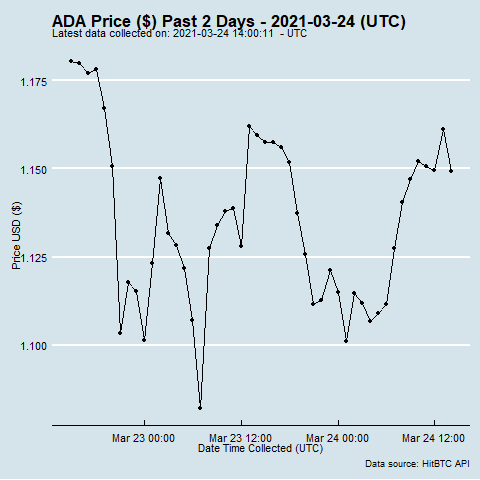 ADA Price ($) Past 2 Days - 2021-03-24 (UTC)
Latest data collected on: 2021-03-24 14:00:11 - UTC
1.175
1.150
1.125
1.100
Price USD ($)
Mar 23 00:00 Mar 23 12:00 Mar 24 00:00 Mar 24 12:00
Date Time Collected (UTC)
Data source: HitBTC API